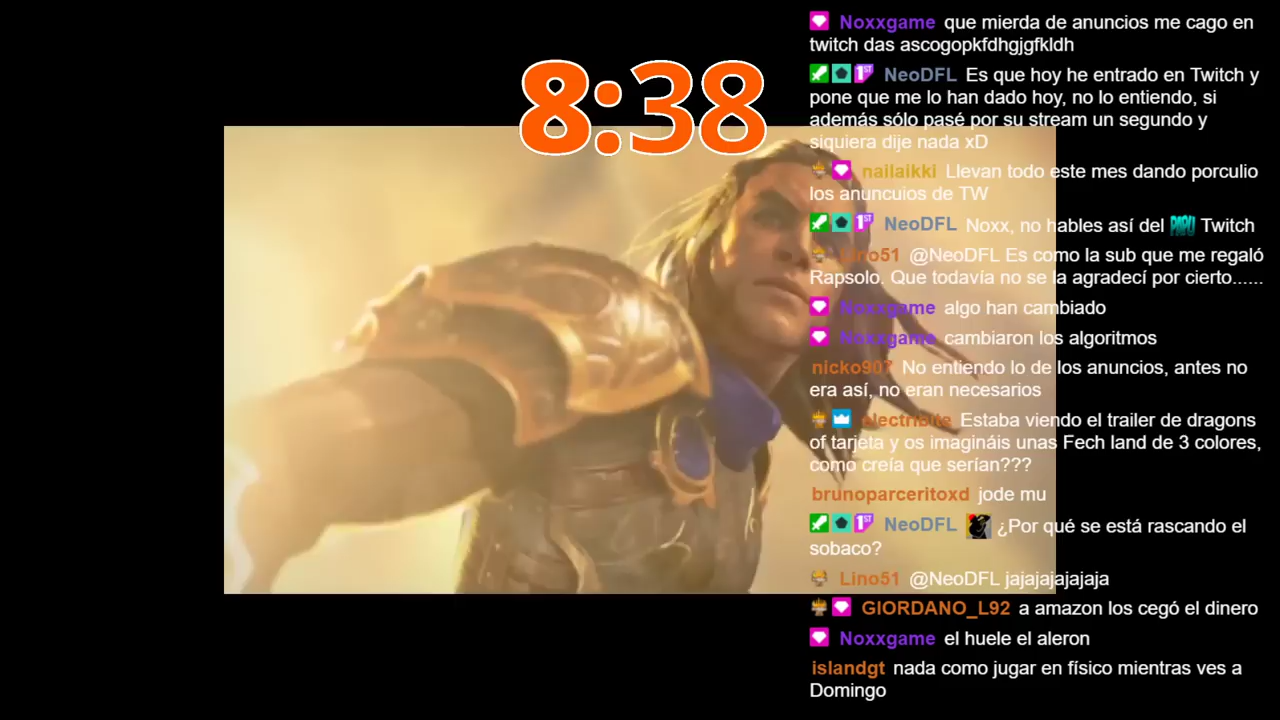 8:38
Noxxgame que mierda de anuncios me cago en
twitch das ascogopkfdhgjgfkldh
NeoDFL Es que hoy he entrado en Twitch y
pone que me lo han dado hoy, no lo entiendo, si
además sólo pasé por su stream un segundo y
siquiera dije nada xD
nailaikki Llevan todo este mes dando porculio
los anuncuios de TW
NeoDFL Noxx, no hables así del Twitch
Lino51 @NeoDFL Es como la sub que me regaló
Rapsolo. Que todavía no se la agradecí por cierto......
Noxxgame algo han cambiado
Noxxgame cambiaron los algoritmos
nicko907 No entiendo lo de los anuncios, antes no
era así, no eran necesarios
electribite Estaba viendo el trailer de dragons
of tarjeta y os imagináis unas Fech land de 3 colores,
como creía que serían???
brunoparceritoxd jode mu
NeoDFL ¿Por qué se está rascando el
sobaco?
Lino51 @NeoDFL jajajajajajaja
GIORDANO_L92 a amazon los cegó el dinero
Noxxgame el huele el aleron
islandgt nada como jugar en físico mientras ves a
Domingo